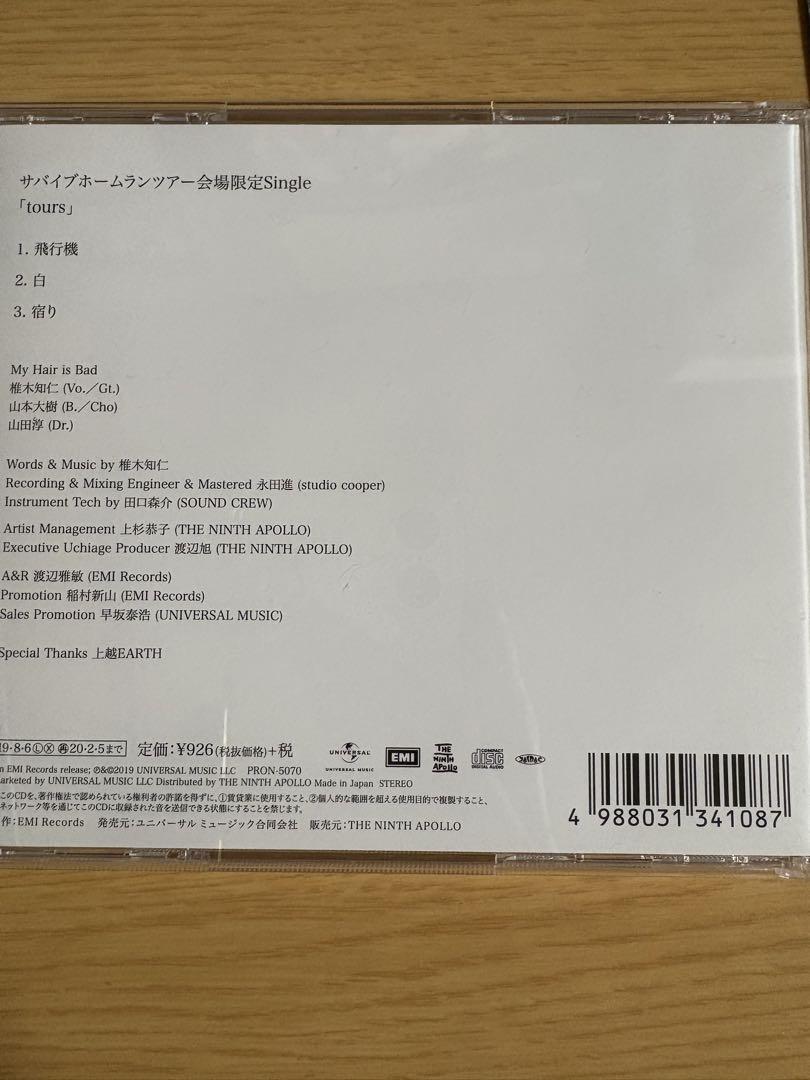 サバイブホームランツアー会場限定Single
「tours」
1. 飛行機
2. 白
3. 宿り
My Hair is Bad
椎木知仁 (Vo.／Gt.)
山本大樹 (B.／Cho)
山田淳 (Dr.)
Words & Music by 椎木知仁
Recording & Mixing Engineer & Mastered 永田進 (studio cooper)
Instrument Tech by 田口森介 (SOUND CREW)
Artist Management 上杉恭子 (THE NINTH APOLLO)
Executive Uchiage Producer 渡辺旭 (THE NINTH APOLLO)
A&R 渡辺雅敏 (EMI Records)
Promotion 稲村新山 (EMI Records)
Sales Promotion 早坂泰浩 (UNIVERSAL MUSIC)
Special Thanks 上越EARTH
19・8・6 Ⓛ Ⓧ ㊕20・2・5まで 定価：¥926(税抜価格)+税
UNIVERSAL
UNIVERSAL MUSIC
EMI
THE NINTH APOLLO
COMPACT disc DIGITAL AUDIO
JASRAC
n EMI Records release; ℗&©2019 UNIVERSAL MUSIC LLC PRON-5070
arketed by UNIVERSAL MUSIC LLC Distributed by THE NINTH APOLLO Made in Japan STEREO
このCDを、著作権法で認められている権利者の許諾を得ずに、①賃貸業に使用すること、②個人的な範囲を超える使用目的で複製すること、
ネットワーク等を通じてこのCDに収録された音を送信できる状態にすることを禁じます。
作：EMI Records 発売元：ユニバーサル ミュージック合同会社 販売元：THE NINTH APOLLO
4 988031 341087